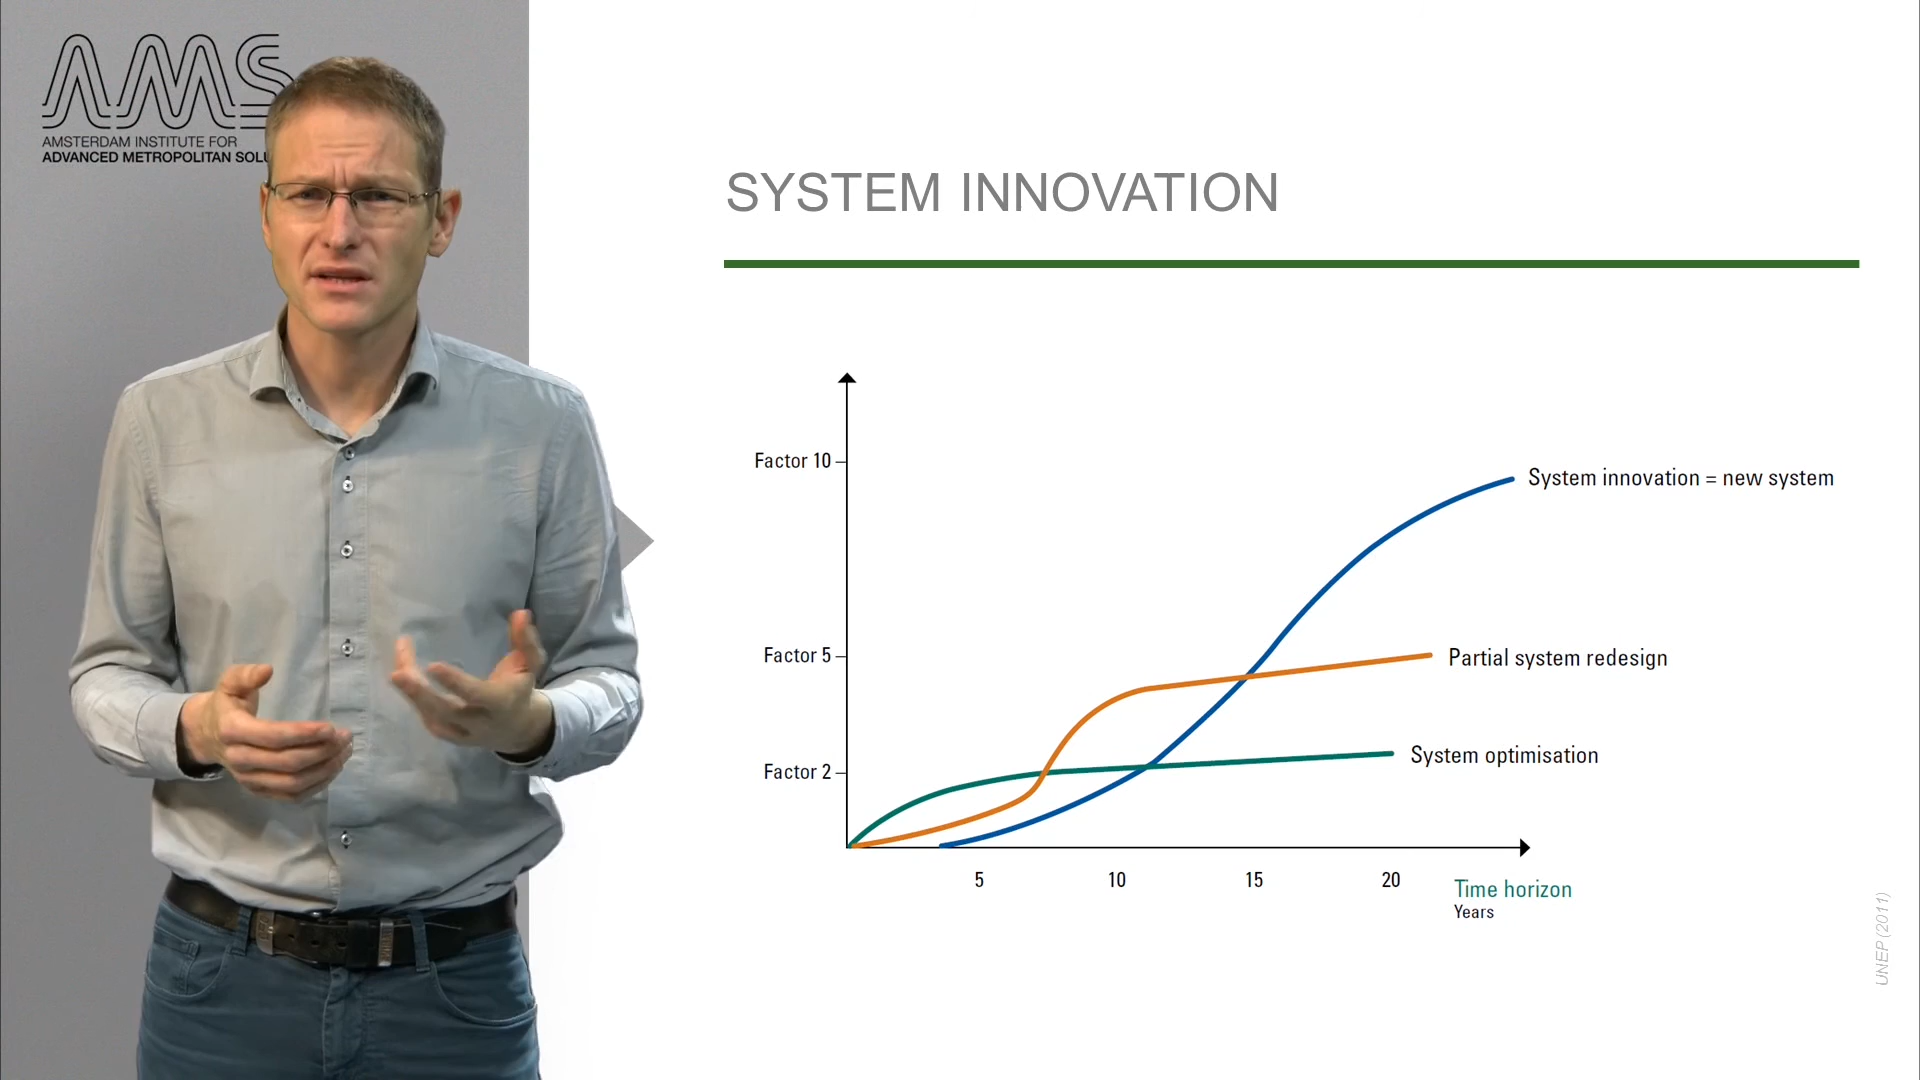 AMS
AMSTERDAM INSTITUTE FOR
ADVANCED METROPOLITAN
SYSTEM INNOVATION
Factor 10
System innovation = new system
Factor 5
Partial system redesign
System optimisation
Factor 2
5 10 15 20
Time horizon
Years
UNEP (2011)